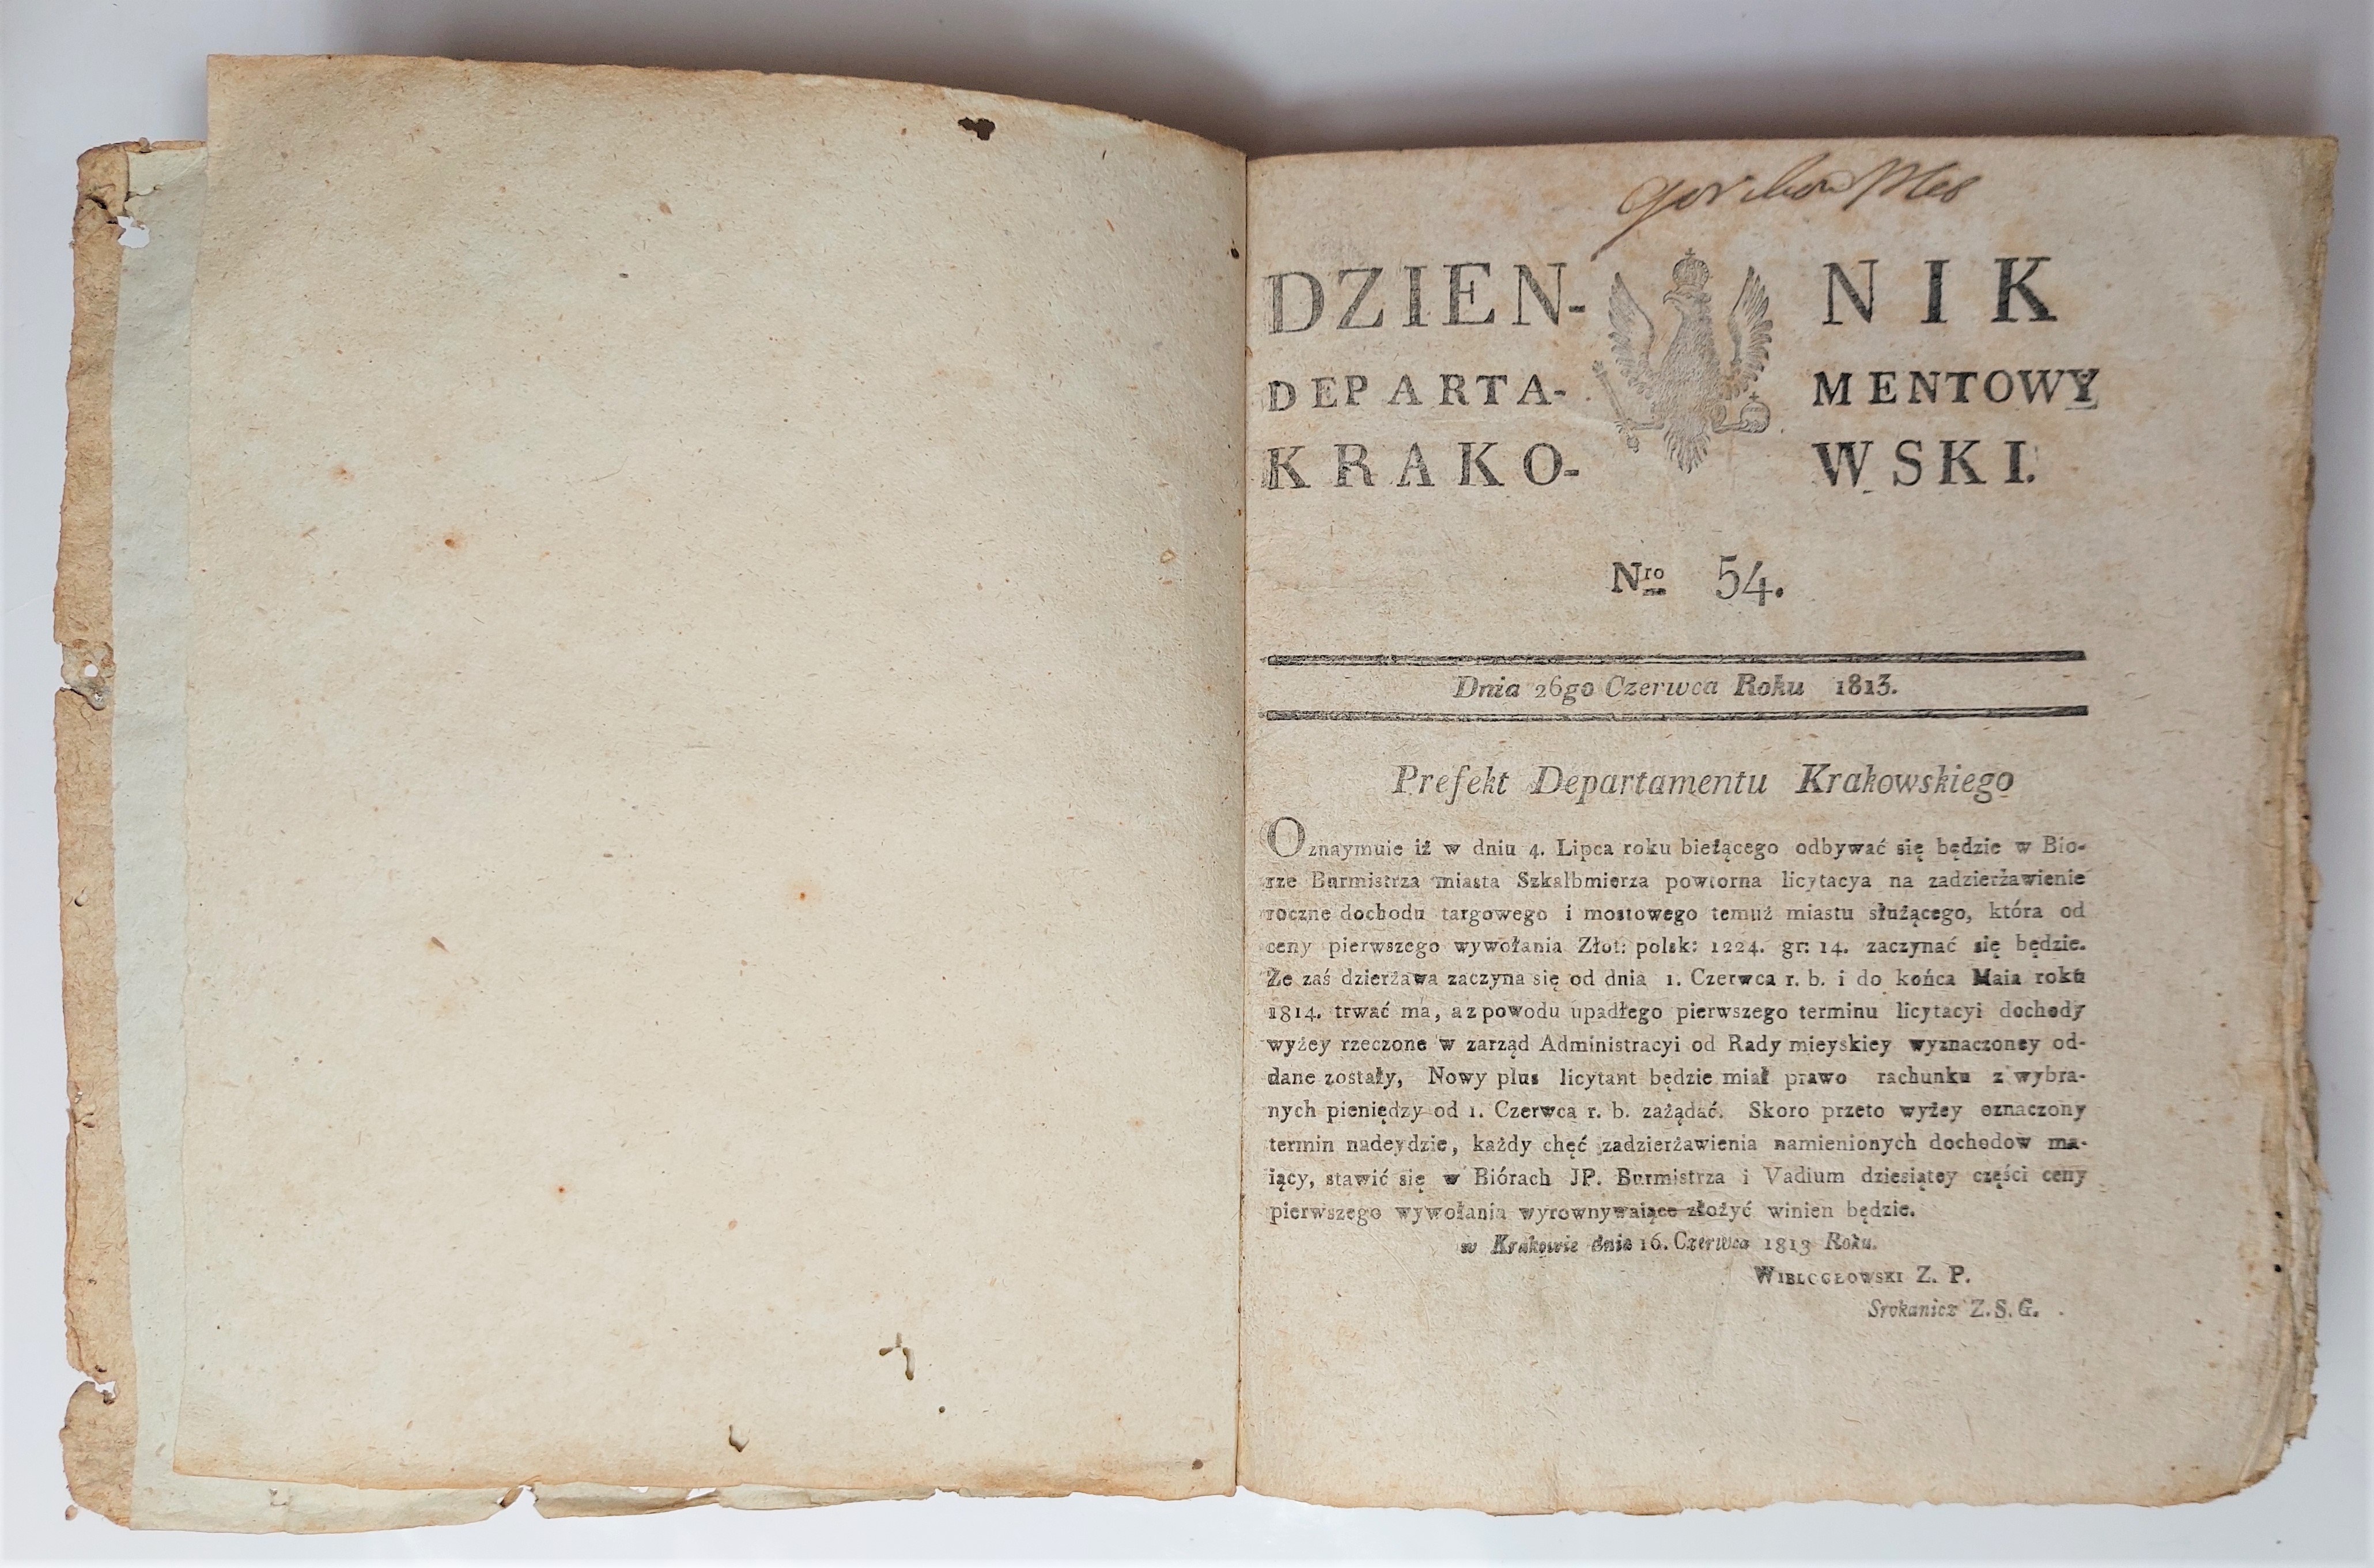 DZIEN- NIK
DEPARTA- MENTOWY
KRAKO- WSKI.
Nro 54.
Dnia 26go Czerwca Roku 1813.
Prefekt Departamentu Krakowskiego
Oznaymuie iż w dniu 4. Lipca roku bieżącego odbywać się będzie w Bio-
rze Burmistrza miasta Szkalbmierza powtorna licytacya na zadzierżawienie
roczne dochodu targowego i mostowego temuż miastu służącego, która od
ceny pierwszego wywołania Złot: polsk: 1224. gr: 14. zaczynać się będzie.
Że zaś dzierżawa zaczyna się od dnia 1. Czerwca r. b. i do końca Maia roku
1814. trwać ma, a z powodu upadłego pierwszego terminu licytacyi dochody
wyżey rzeczone w zarząd Administracyi od Rady mieyskiey wyznaczoney od-
dane zostały, Nowy plus licytant będzie miał prawo rachunku z wybra-
nych pieniędzy od 1. Czerwca r. b. zażądać. Skoro przeto wyżey oznaczony
termin nadeydzie, każdy chęć zadzierżawienia namienionych dochodow ma-
iący, stawić się w Biórach JP. Burmistrza i Vadium dziesiątey części ceny
pierwszego wywołania wyrownywaiące złożyć winien będzie.
w Krakowie dnia 16. Czerwca 1813 Roku.
WIELOGŁOWSKI Z. P.
Srokanicz Z. S. G.